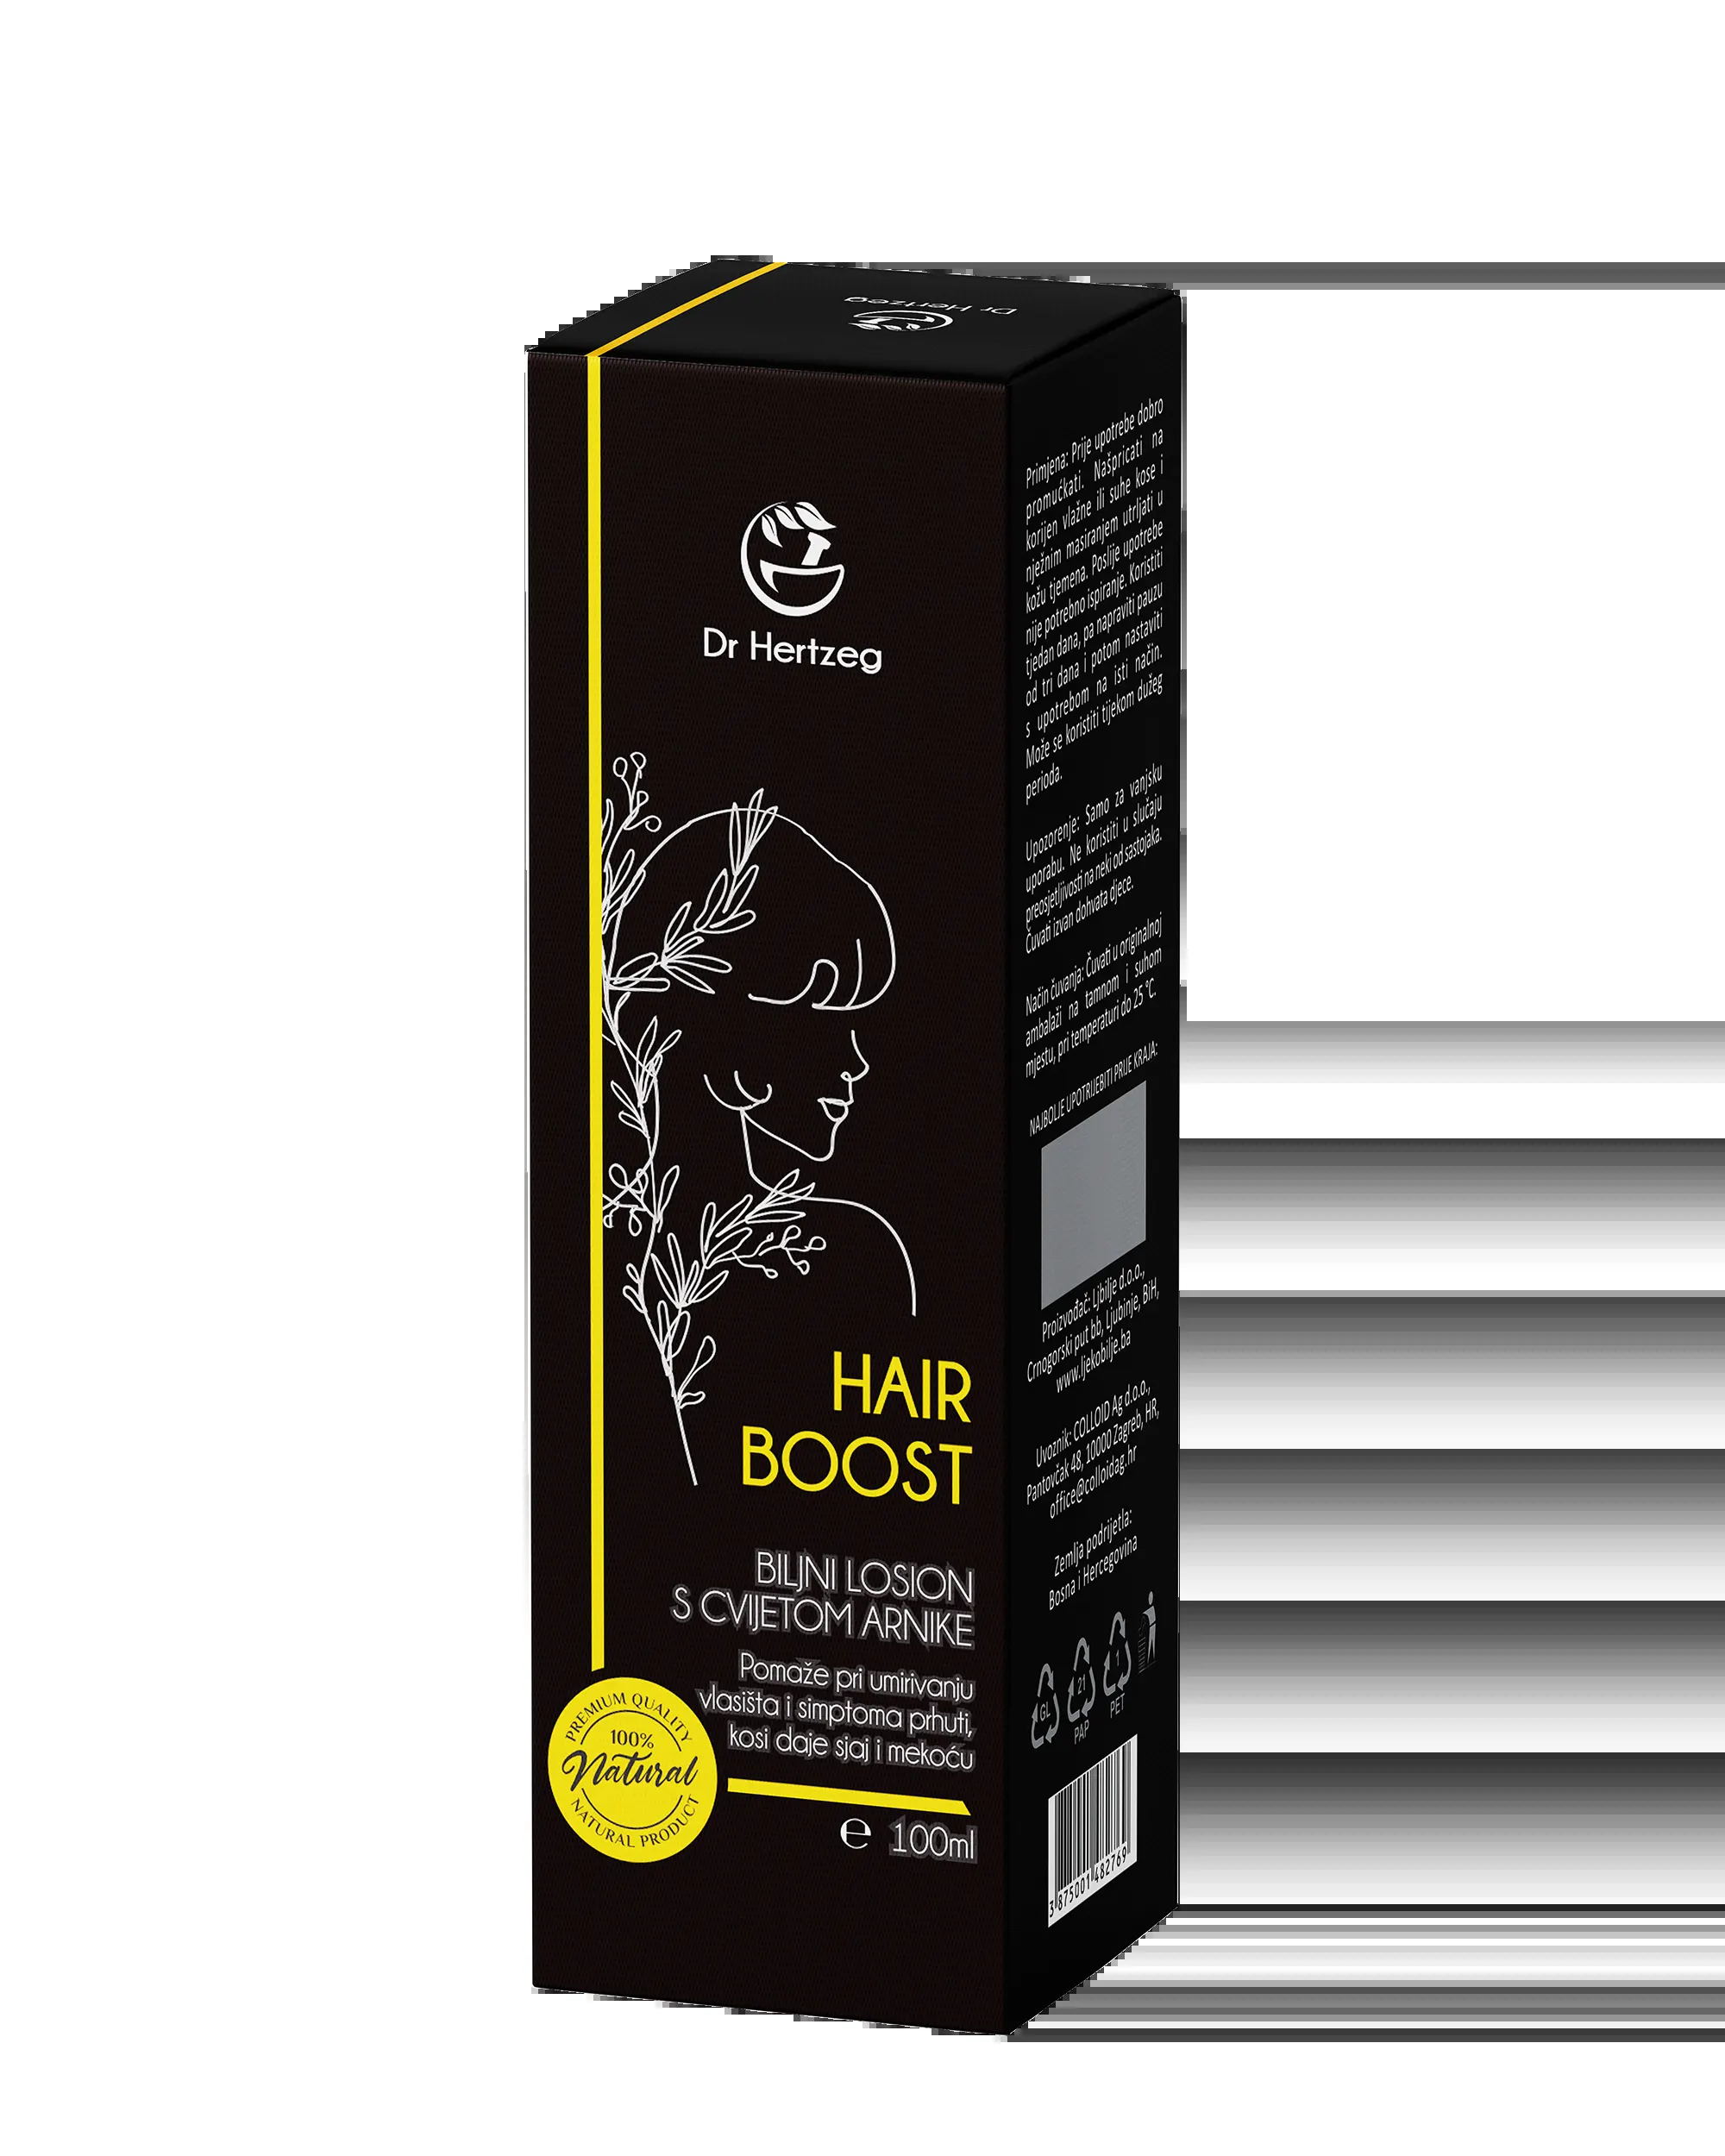 Dr Hertzeg
Dr Hertzeg
HAIR
BOOST
BILJNI LOSION
S CVIJETOM ARNIKE
Pomaže pri umirivanju
vlasišta i simptoma prhuti,
kosi daje sjaj i mekoću
PREMIUM QUALITY
100%
Natural
NATURAL PRODUCT
e 100ml
Primjena: Prije upotrebe dobro
promućkati. Našpricati na
korijen vlažne ili suhe kose i
nježnim masiranjem utrljati u
kožu tjemena. Poslije upotrebe
nije potrebno ispiranje. Koristiti
tjedan dana, pa napraviti pauzu
od tri dana i potom nastaviti
s upotrebom na isti način.
Može se koristiti tijekom dužeg
perioda.
Upozorenje: Samo za vanjsku
uporabu. Ne koristiti u slučaju
preosjetljivosti na neki od sastojaka.
Čuvati izvan dohvata djece.
Način čuvanja: Čuvati u originalnoj
ambalaži na tamnom i suhom
mjestu, pri temperaturi do 25 °C.
NAJBOLJE UPOTRIJEBITI PRIJE KRAJA:
Proizvođač: Ljbilje d.o.o.,
Crnogorski put bb, Ljubinje, BiH,
www.ljekobilje.ba
Uvoznik: COLLOID Ag d.o.o.,
Pantovčak 48, 10000 Zagreb, HR,
office@colloidag.hr
Zemlja podrijetla:
Bosna i Hercegovina
GL
21
PAP
1
PET
3 875001 482769